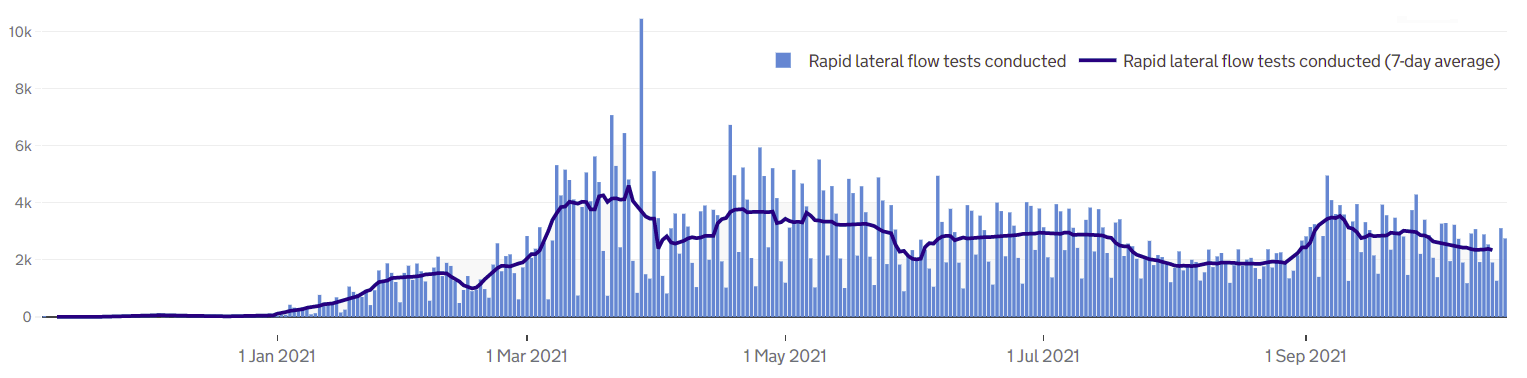 10k
Rapid lateral flow tests conducted Rapid lateral flow tests conducted (7-day average)
8k
6k
4k
2k
0
1 Jan 2021 1 Mar 2021 1 May 2021 1 Jul 2021 1 Sep 2021